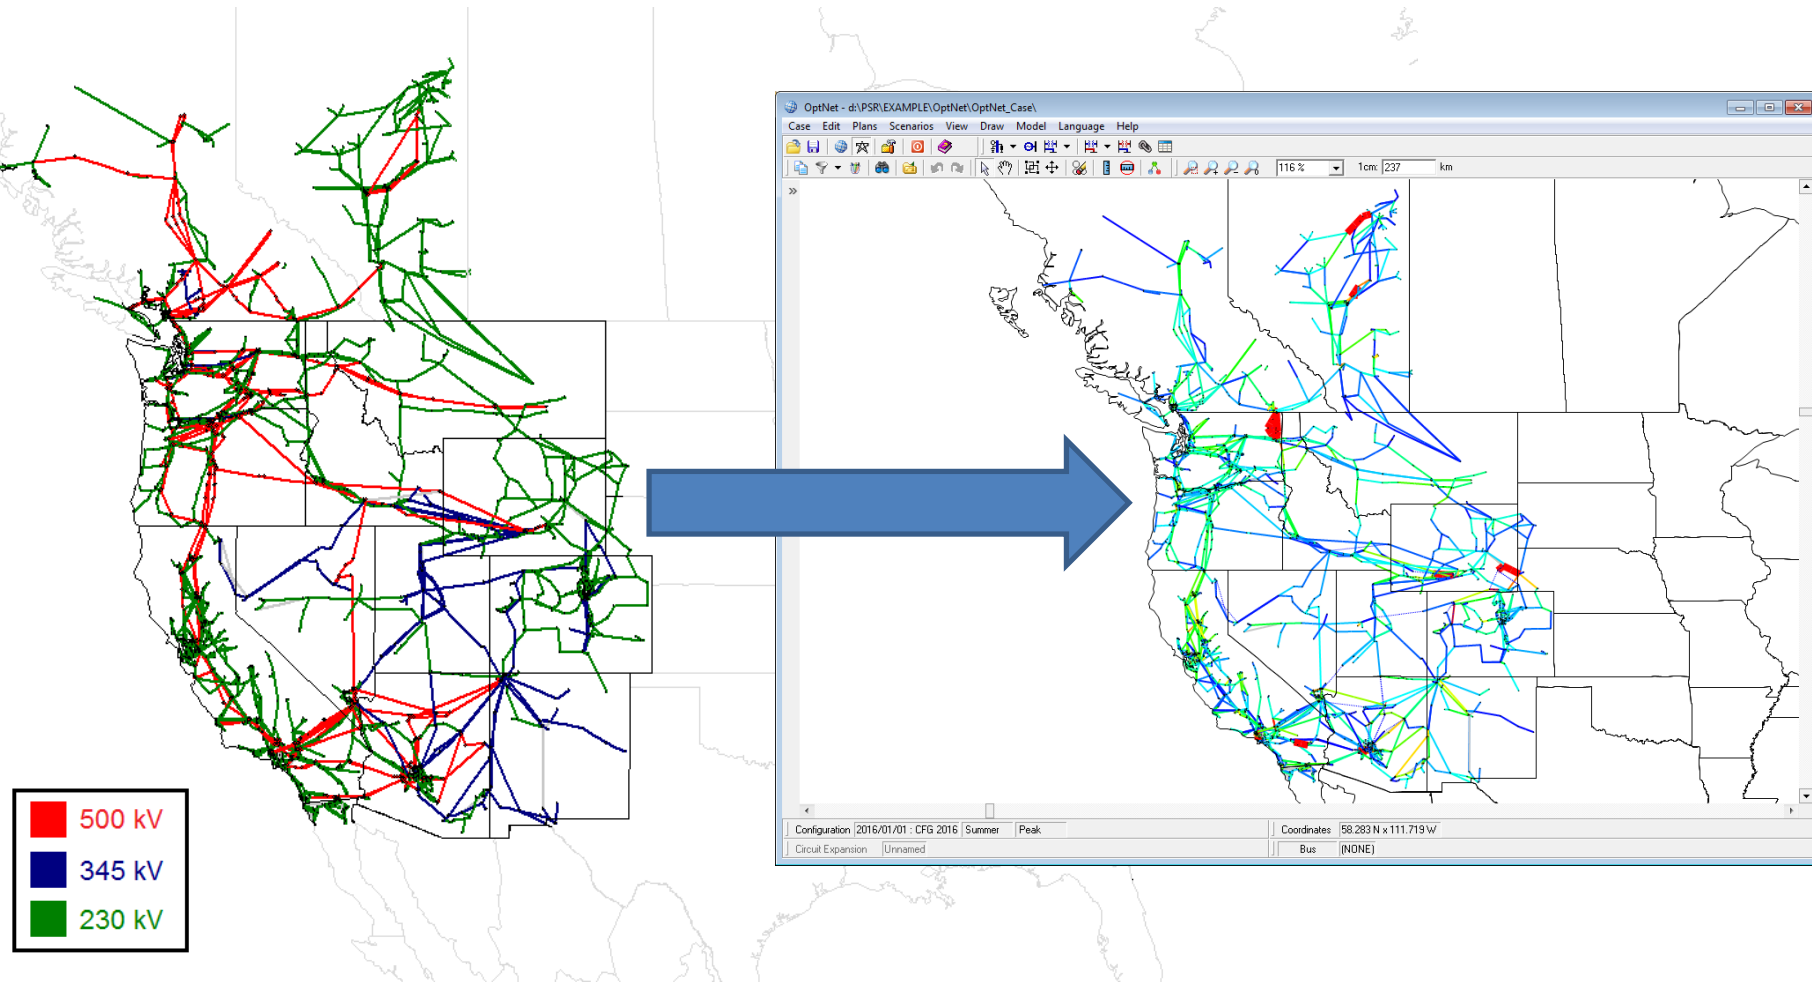 OptNet - d:\PSR\EXAMPLE\OptNet\OptNet_Case\
Case Edit Plans Scenarios View Draw Model Language Help
116 % 1cm: 237 km
500 kV
345 kV
230 kV
Configuration 2016/01/01 : CFG 2016 Summer Peak Coordinates 58.283 N x 111.719 W
Circuit Expansion Unnamed Bus (NONE)